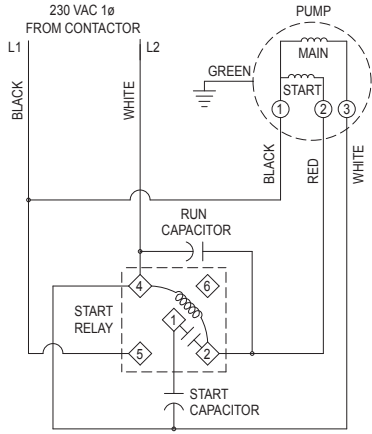 230 VAC 1ø
FROM CONTACTOR
L1
L2
PUMP
MAIN
START
GREEN
1
2
3
BLACK
WHITE
BLACK
RED
WHITE
RUN
CAPACITOR
START
RELAY
4
6
1
5
2
START
CAPACITOR